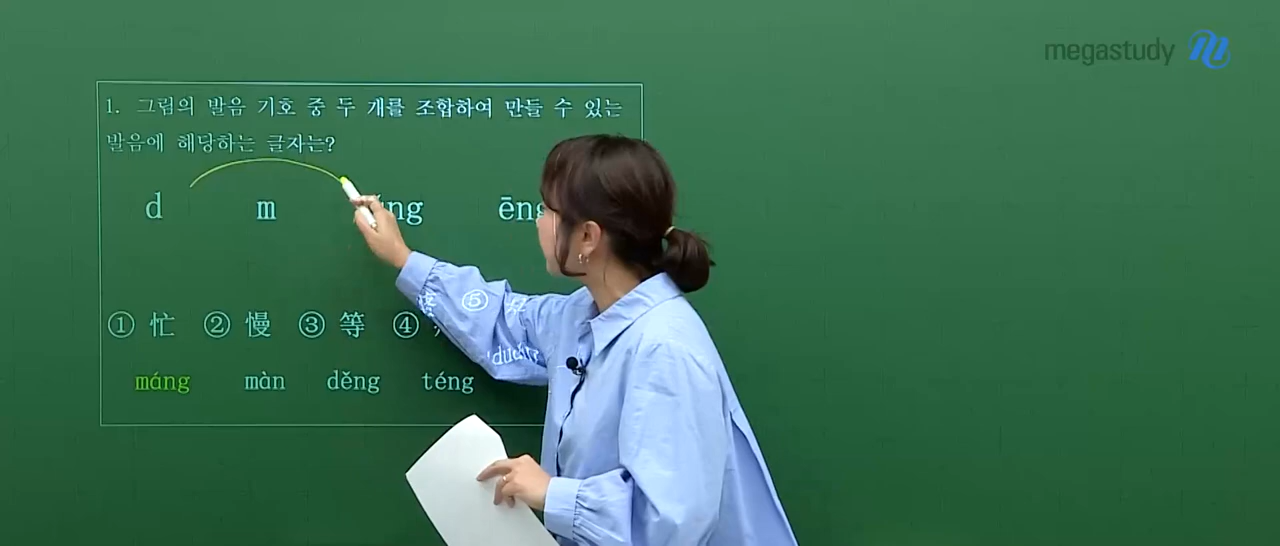 megastudy
1. 그림의 발음 기호 중 두 개를 조합하여 만들 수 있는
발음에 해당하는 글자는?
d m ng ēng
① 忙 ② 慢 ③ 等 ④ ⑤
máng màn děng téng